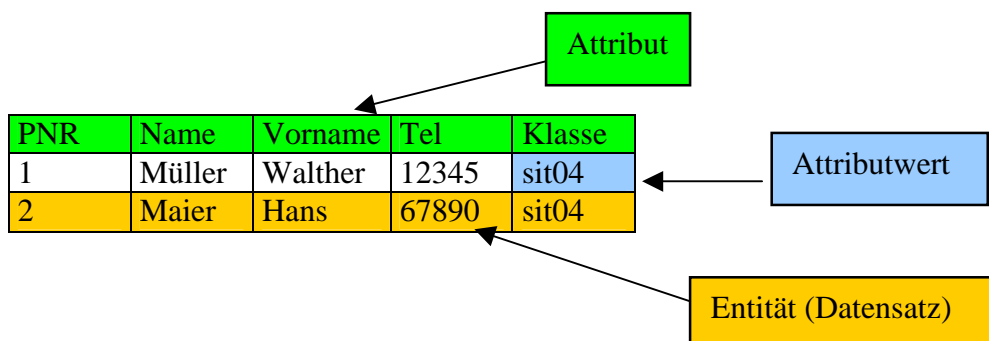 Attribut
PNR Name Vorname Tel Klasse
1 Müller Walther 12345 sit04
Attributwert
2 Maier Hans 67890 sit04
Entität (Datensatz)